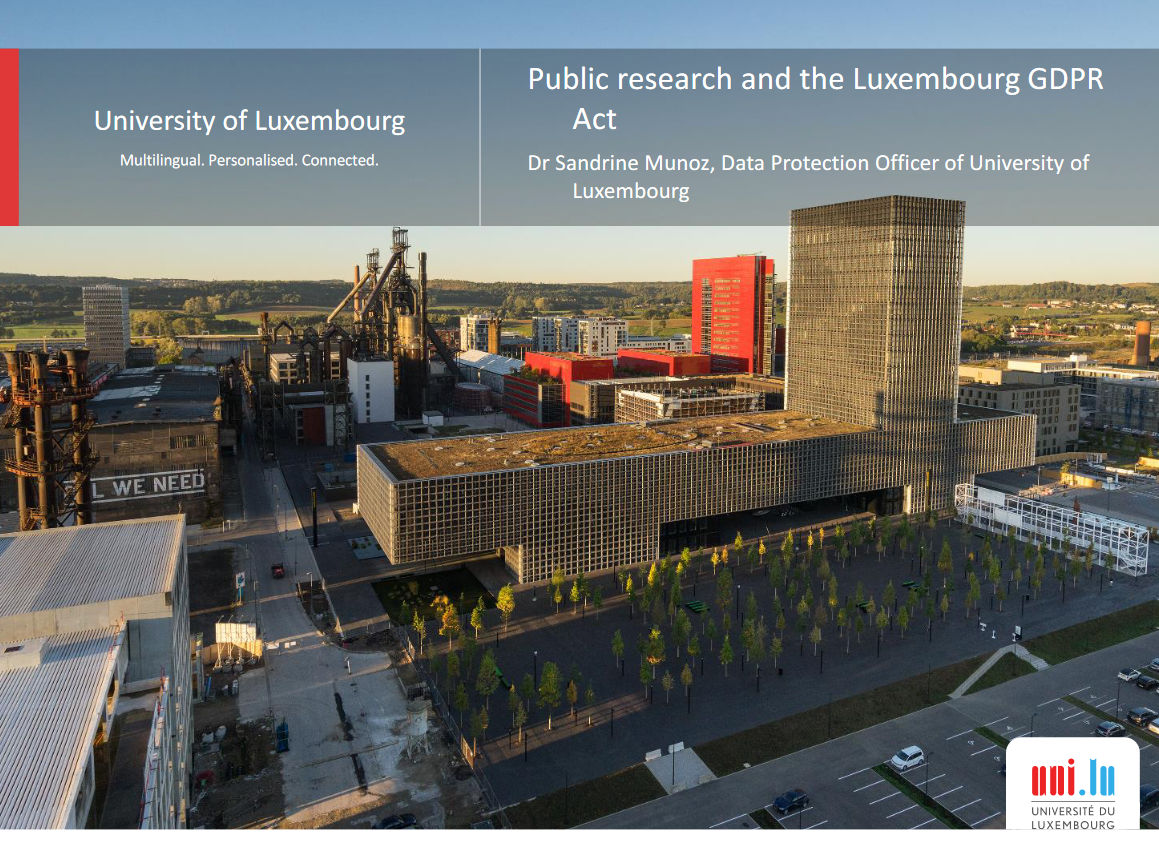 University of Luxembourg
Multilingual. Personalised. Connected.
Public research and the Luxembourg GDPR
Act
Dr Sandrine Munoz, Data Protection Officer of University of
Luxembourg
L WE NEED
uni.lu
UNIVERSITÉ DU
LUXEMBOURG